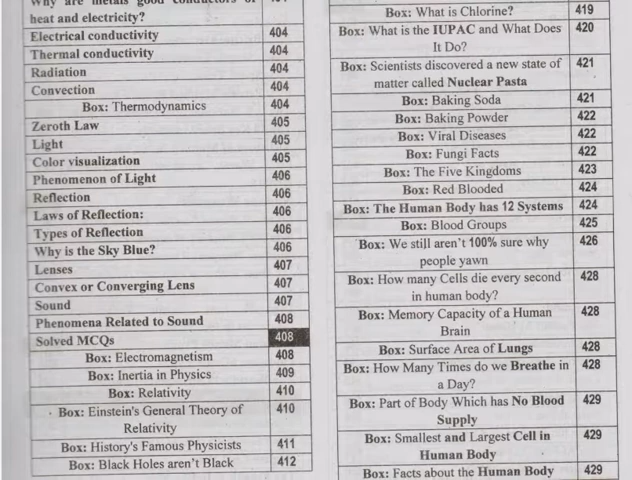 Why are metals good conductors of
heat and electricity?
Electrical conductivity 404
Thermal conductivity 404
Radiation 404
Convection 404
Box: Thermodynamics 404
Zeroth Law 405
Light 405
Color visualization 405
Phenomenon of Light 406
Reflection 406
Laws of Reflection: 406
Types of Reflection 406
Why is the Sky Blue? 406
Lenses 407
Convex or Converging Lens 407
Sound 407
Phenomena Related to Sound 408
Solved MCQs 408
Box: Electromagnetism 408
Box: Inertia in Physics 409
Box: Relativity 410
Box: Einstein's General Theory of 410
Relativity
Box: History's Famous Physicists 411
Box: Black Holes aren't Black 412
Box: What is Chlorine? 419
Box: What is the IUPAC and What Does 420
It Do?
Box: Scientists discovered a new state of 421
matter called Nuclear Pasta
Box: Baking Soda 421
Box: Baking Powder 422
Box: Viral Diseases 422
Box: Fungi Facts 422
Box: The Five Kingdoms 423
Box: Red Blooded 424
Box: The Human Body has 12 Systems 424
Box: Blood Groups 425
Box: We still aren't 100% sure why 426
people yawn
Box: How many Cells die every second 428
in human body?
Box: Memory Capacity of a Human 428
Brain
Box: Surface Area of Lungs 428
Box: How Many Times do we Breathe in 428
a Day?
Box: Part of Body Which has No Blood 429
Supply
Box: Smallest and Largest Cell in 429
Human Body
Box: Facts about the Human Body 429